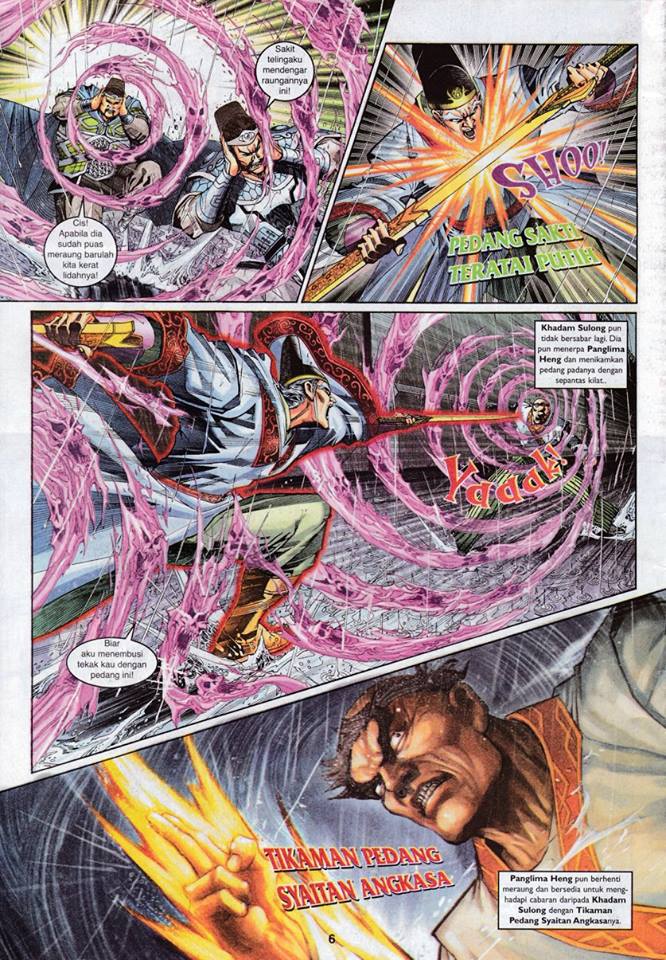 Sakit
telingaku
mendengar
raungannya
ini!
Cis!
Apabila dia
sudah puas
meraung barulah
kita kerat
lidahnya!
SHOO!
PEDANG SAKTI
TERATAI PUTIH
Khadam Sulong pun
tidak bersabar lagi. Dia
pun menerpa Panglima
Heng dan menikamkan
pedang padanya dengan
sepantas kilat..
Yaaak!
Biar
aku menembusi
tekak kau dengan
pedang ini!
TIKAMAN PEDANG
SYAITAN ANGKASA
Panglima Heng pun berhenti
meraung dan bersedia untuk meng-
hadapi cabaran daripada Khadam
Sulong dengan Tikaman
Pedang Syaitan Angkasanya.
6